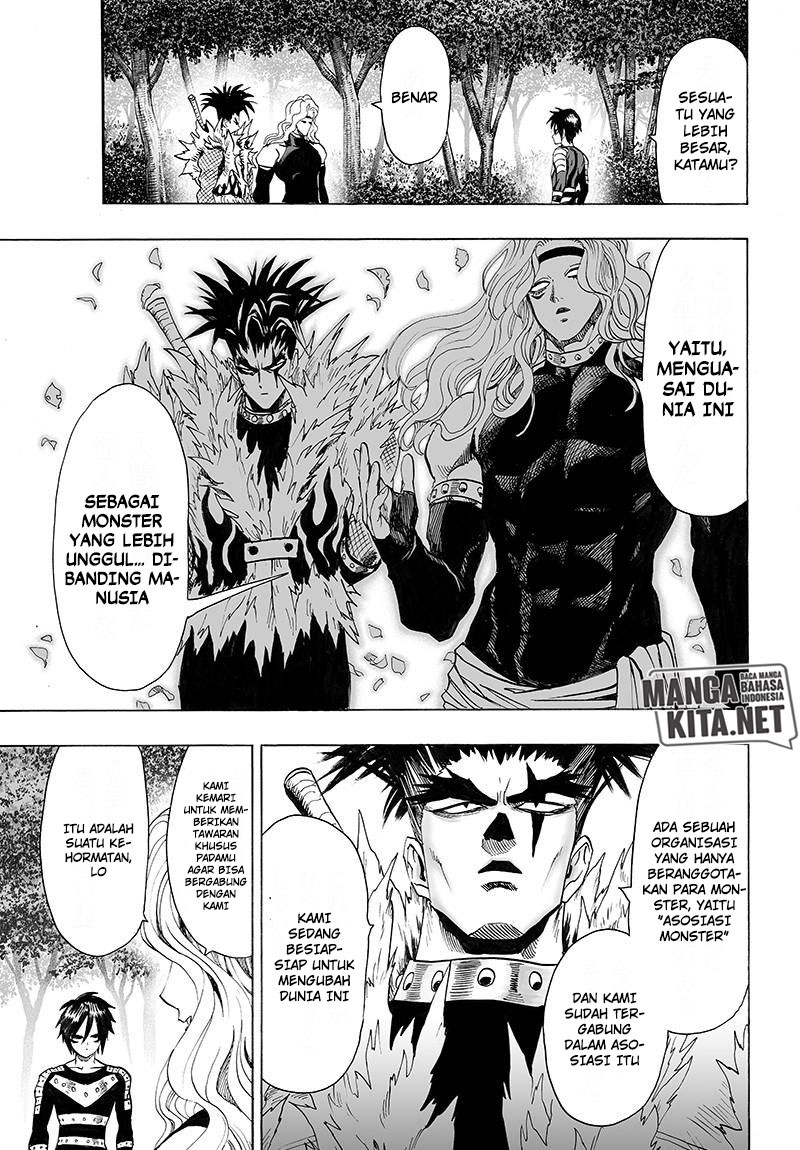 SESUA-
TU YANG
LEBIH
BESAR,
KATAMU?
BENAR
YAITU,
MENGUA-
SAI DU-
NIA INI
SEBAGAI
MONSTER
YANG LEBIH
UNGGUL... DI-
BANDING MA-
NUSIA
MANGA
KITA.NET
BACA MANGA
BAHASA
INDONESIA
ADA SEBUAH
ORGANISASI
YANG HANYA
BERANGGOTA-
KAN PARA MON-
STER, YAITU
"ASOSIASI
MONSTER"
DAN KAMI
SUDAH TER-
GABUNG
DALAM ASO-
SIASI ITU
KAMI
SEDANG
BESIAP-
SIAP UNTUK
MENGUBAH
DUNIA INI
KAMI
KEMARI
UNTUK MEM-
BERIKAN
TAWARAN
KHUSUS
PADAMU
AGAR BISA
BERGABUNG
DENGAN
KAMI
ITU ADALAH
SUATU KE-
HORMATAN,
LO